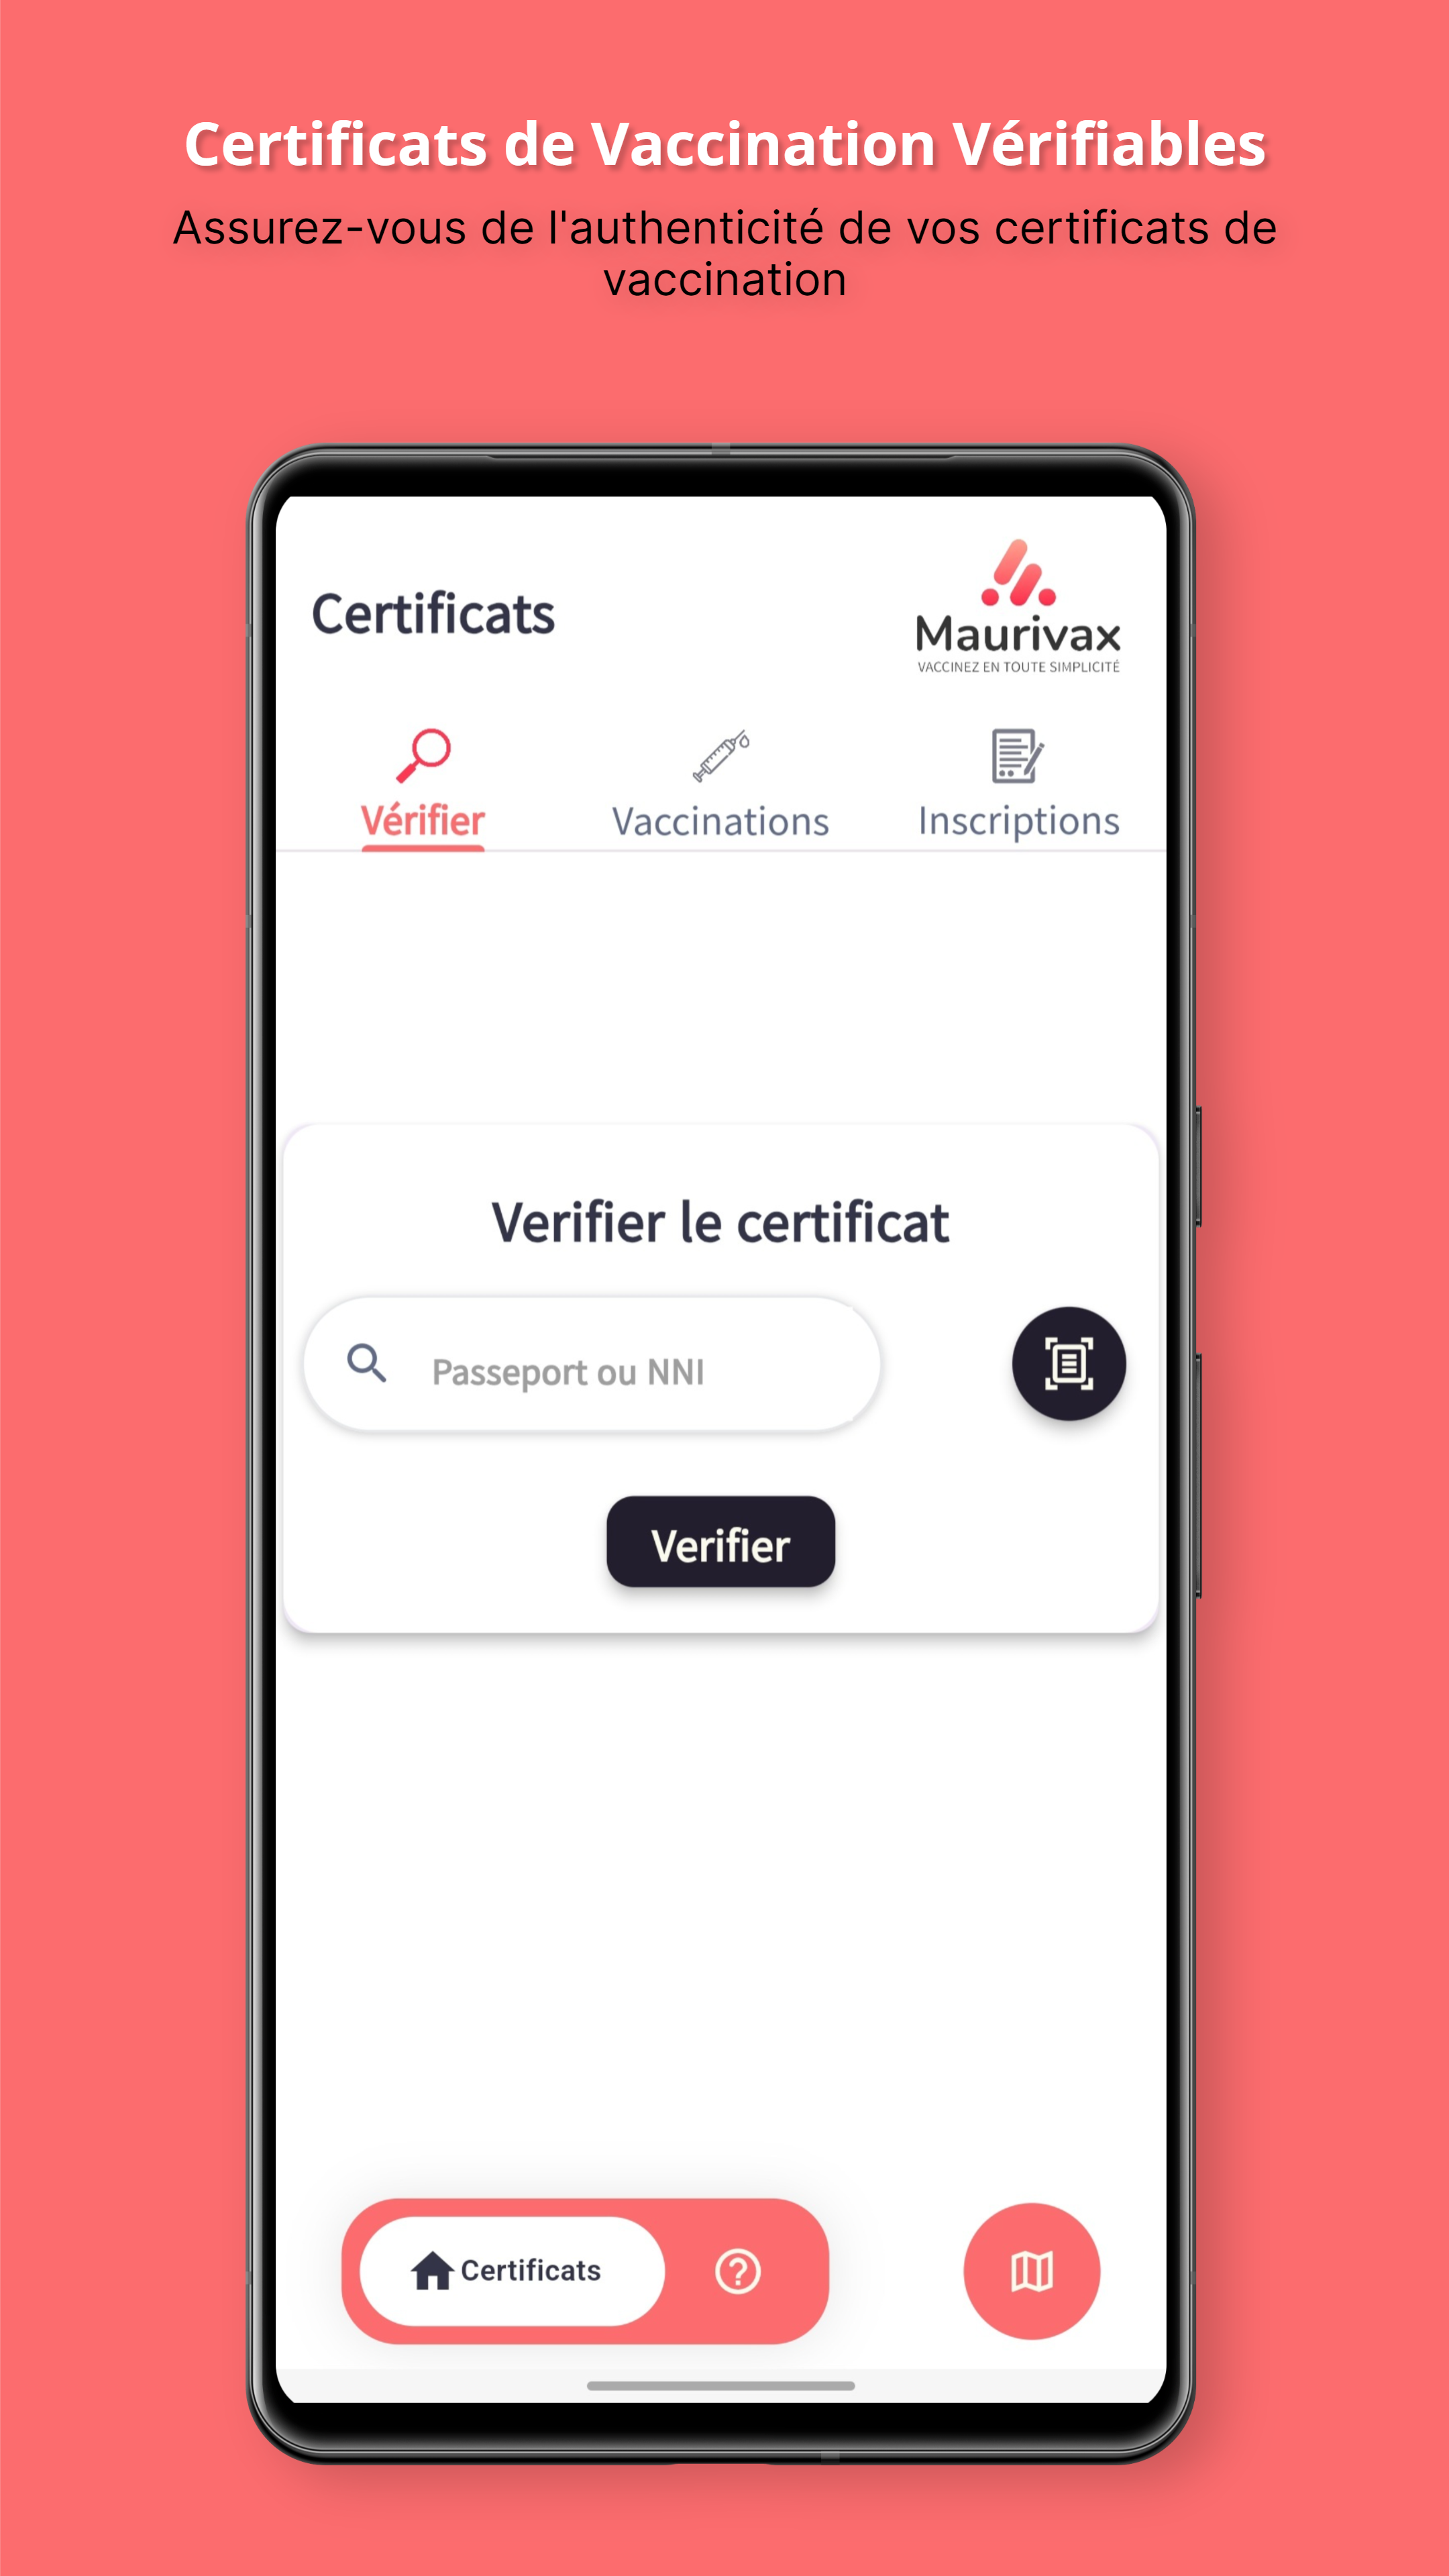 Certificats de Vaccination Vérifiables
Assurez-vous de l'authenticité de vos certificats de
vaccination
Certificats
Maurivax
VACCINEZ EN TOUTE SIMPLICITÉ
Vérifier
Vaccinations
Inscriptions
Verifier le certificat
Passeport ou NNI
Verifier
Certificats